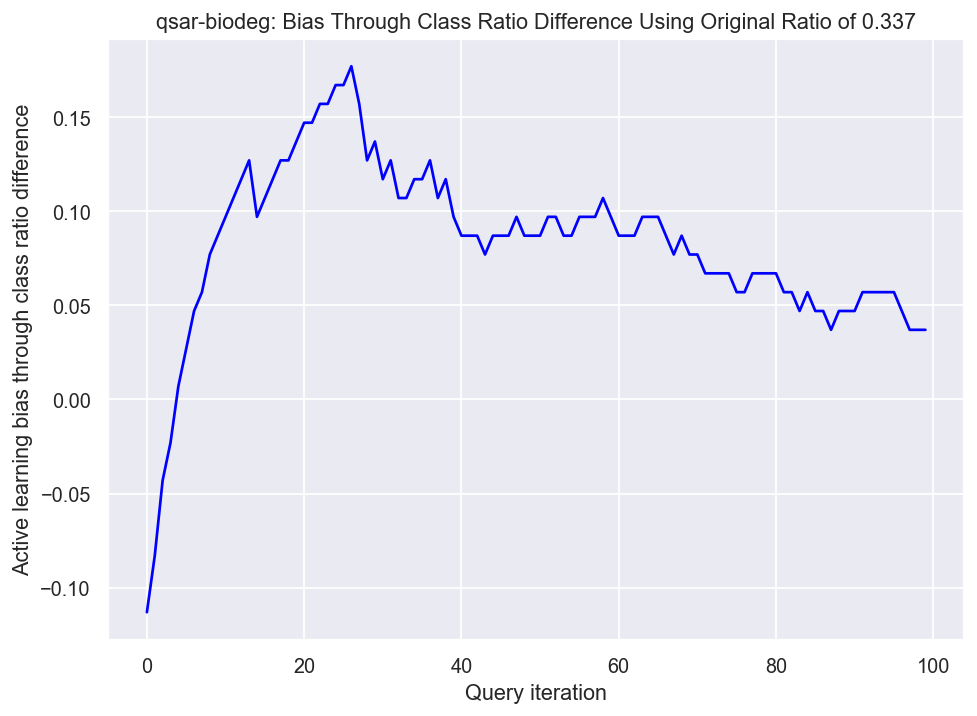 qsar-biodeg: Bias Through Class Ratio Difference Using Original Ratio of 0.337
Active learning bias through class ratio difference
0.15
0.10
0.05
0.00
−0.05
−0.10
0 20 40 60 80 100
Query iteration